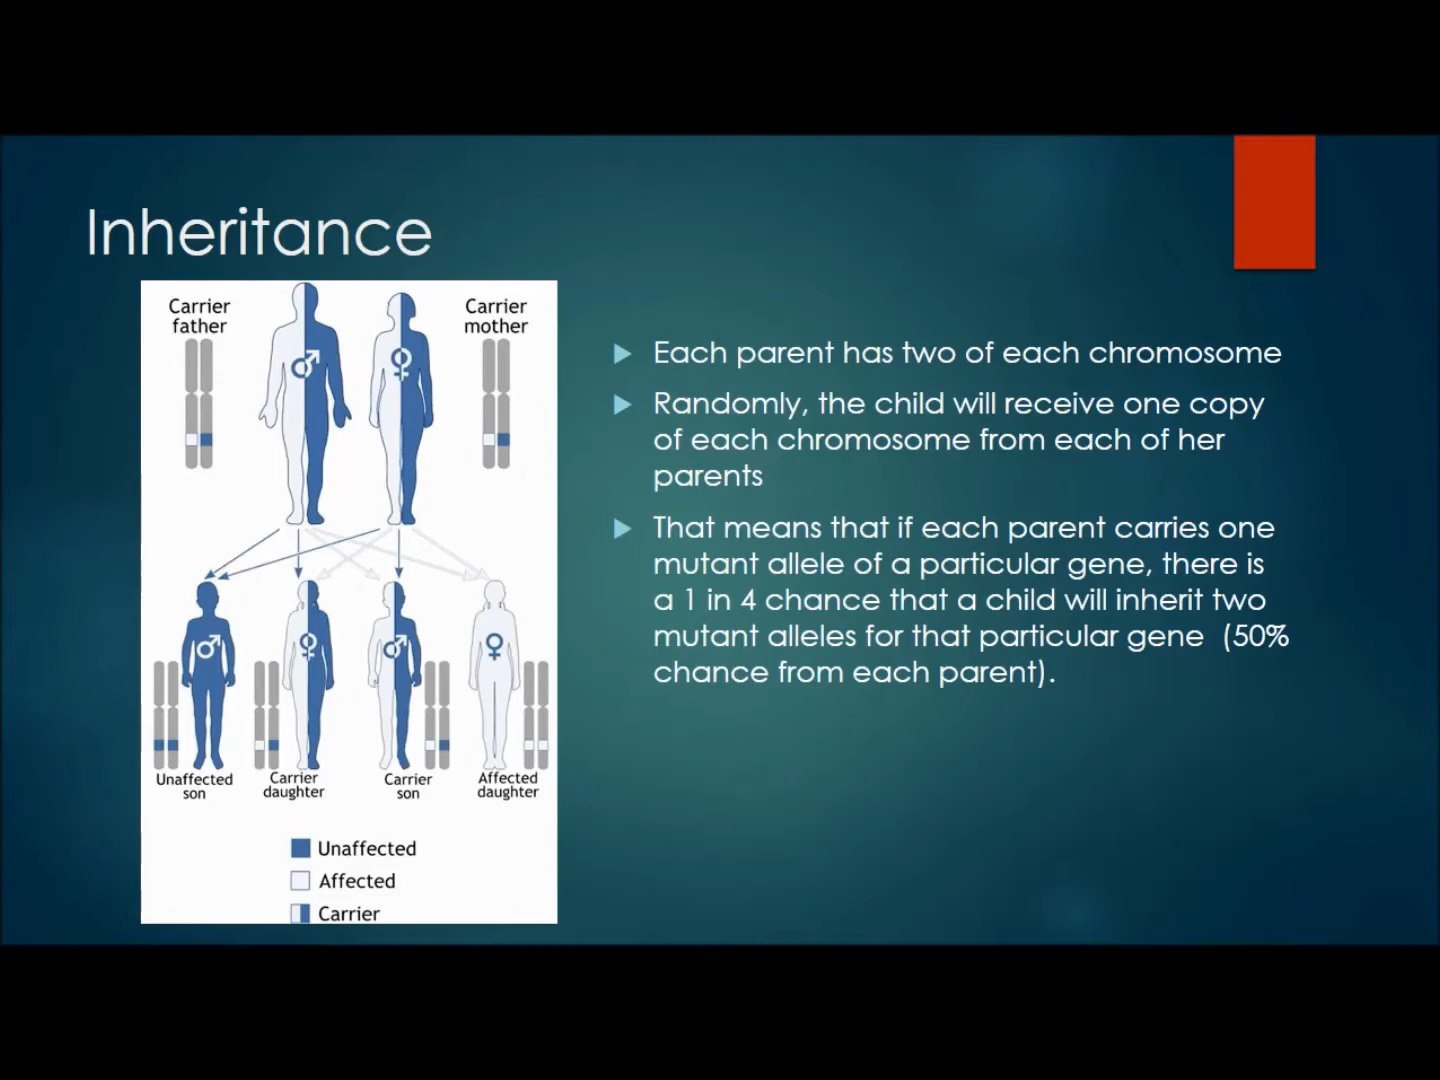 Inheritance
Carrier
father
Carrier
mother
Unaffected
son
Carrier
daughter
Carrier
son
Affected
daughter
Unaffected
Affected
Carrier
Each parent has two of each chromosome
Randomly, the child will receive one copy
of each chromosome from each of her
parents
That means that if each parent carries one
mutant allele of a particular gene, there is
a 1 in 4 chance that a child will inherit two
mutant alleles for that particular gene (50%
chance from each parent).